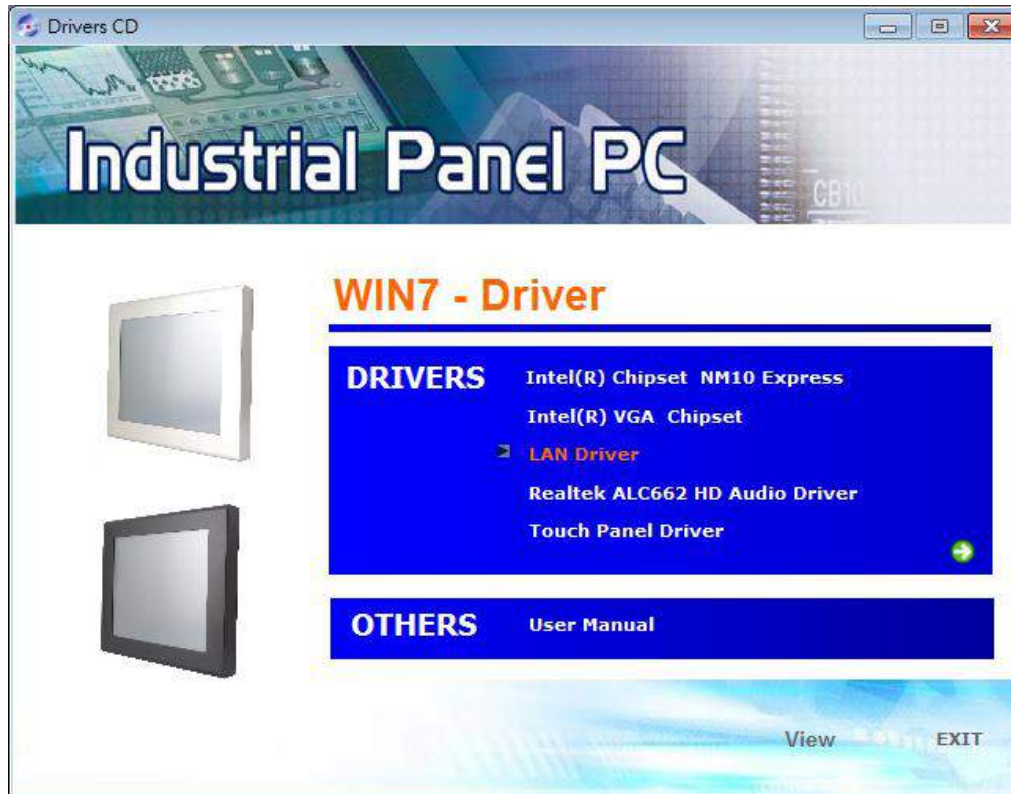 Drivers CD
Industrial Panel PC
CB10
WIN7 - Driver
DRIVERS
Intel(R) Chipset NM10 Express
Intel(R) VGA Chipset
LAN Driver
Realtek ALC662 HD Audio Driver
Touch Panel Driver
OTHERS
User Manual
View
EXIT